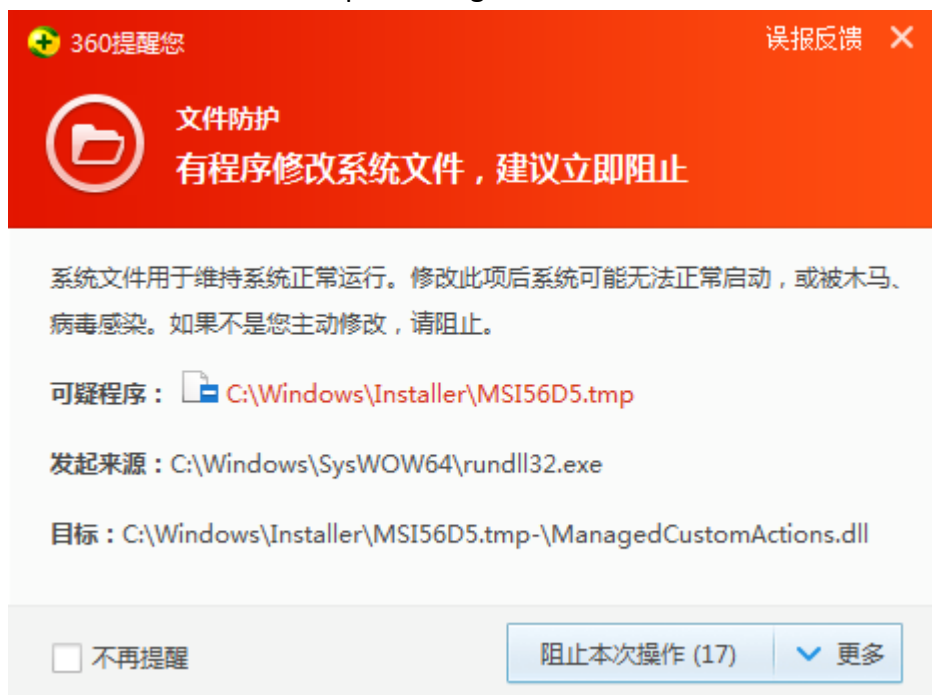 360提醒您
误报反馈
文件防护
有程序修改系统文件，建议立即阻止
系统文件用于维持系统正常运行。修改此项后系统可能无法正常启动，或被木马、
病毒感染。如果不是您主动修改，请阻止。
可疑程序： C:\Windows\Installer\MSI56D5.tmp
发起来源：C:\Windows\SysWOW64\rundll32.exe
目标：C:\Windows\Installer\MSI56D5.tmp-\ManagedCustomActions.dll
不再提醒
阻止本次操作 (17)
更多